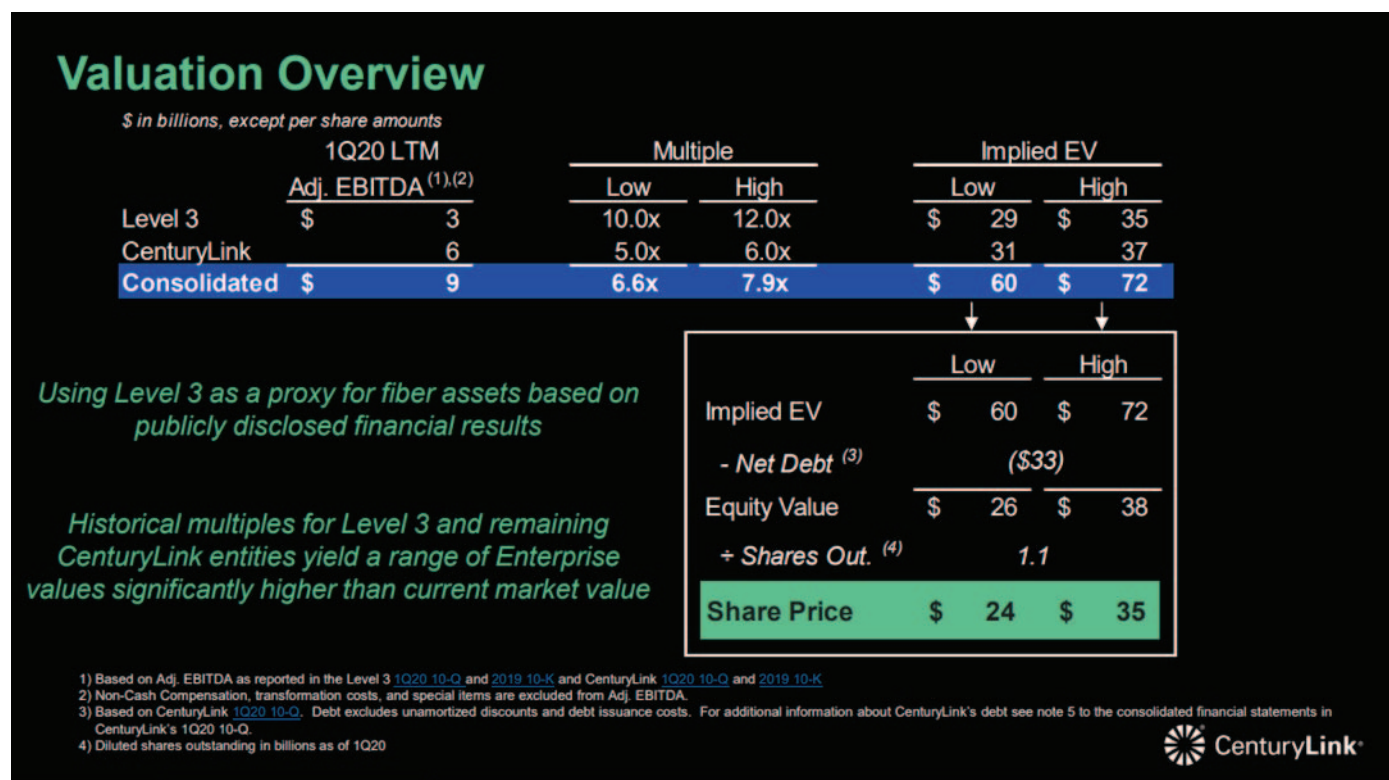 Valuation Overview
$ in billions, except per share amounts
1Q20 LTM Multiple Implied EV
Adj. EBITDA (1),(2) Low High Low High
Level 3 $ 3 10.0x 12.0x $ 29 $ 35
CenturyLink 6 5.0x 6.0x 31 37
Consolidated $ 9 6.6x 7.9x $ 60 $ 72
Using Level 3 as a proxy for fiber assets based on
publicly disclosed financial results
Historical multiples for Level 3 and remaining
CenturyLink entities yield a range of Enterprise
values significantly higher than current market value
Low High
Implied EV $ 60 $ 72
- Net Debt (3) ($33)
Equity Value $ 26 $ 38
÷ Shares Out. (4) 1.1
Share Price $ 24 $ 35
1) Based on Adj. EBITDA as reported in the Level 3 1Q20 10-Q and 2019 10-K and CenturyLink 1Q20 10-Q and 2019 10-K
2) Non-Cash Compensation, transformation costs, and special items are excluded from Adj. EBITDA.
3) Based on CenturyLink 1Q20 10-Q. Debt excludes unamortized discounts and debt issuance costs. For additional information about CenturyLink's debt see note 5 to the consolidated financial statements in
CenturyLink's 1Q20 10-Q.
4) Diluted shares outstanding in billions as of 1Q20
CenturyLink